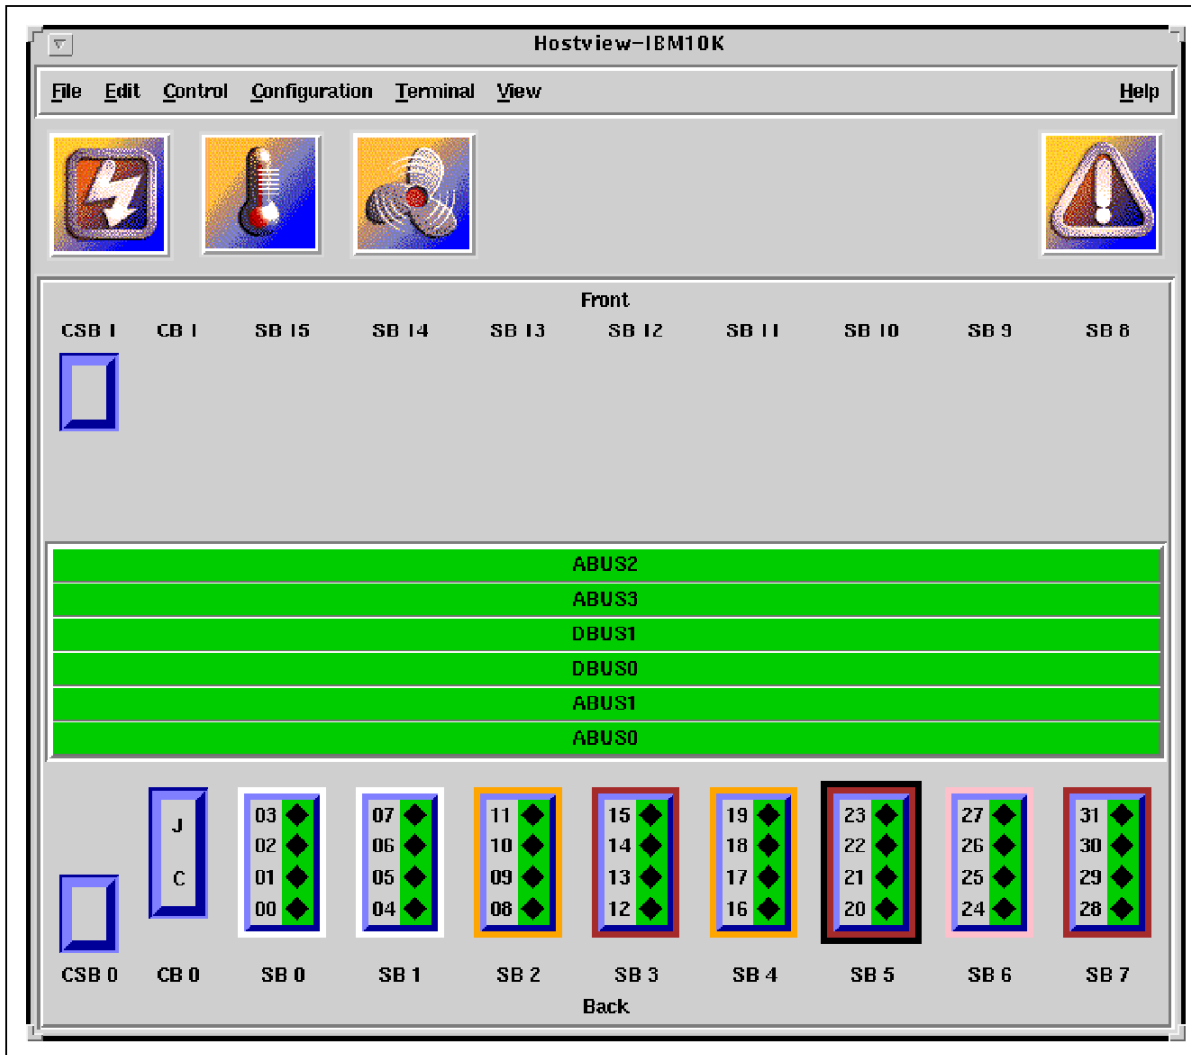 Hostview-IBM10K
File Edit Control Configuration Terminal View Help
Front
CSB 1 CB 1 SB 15 SB 14 SB 13 SB 12 SB 11 SB 10 SB 9 SB 8
ABUS2
ABUS3
DBUS1
DBUS0
ABUS1
ABUS0
03 07 11 15 19 23 27 31
J
02 06 10 14 18 22 26 30
C 01 05 09 13 17 21 25 29
00 04 08 12 16 20 24 28
CSB 0 CB 0 SB 0 SB 1 SB 2 SB 3 SB 4 SB 5 SB 6 SB 7
Back